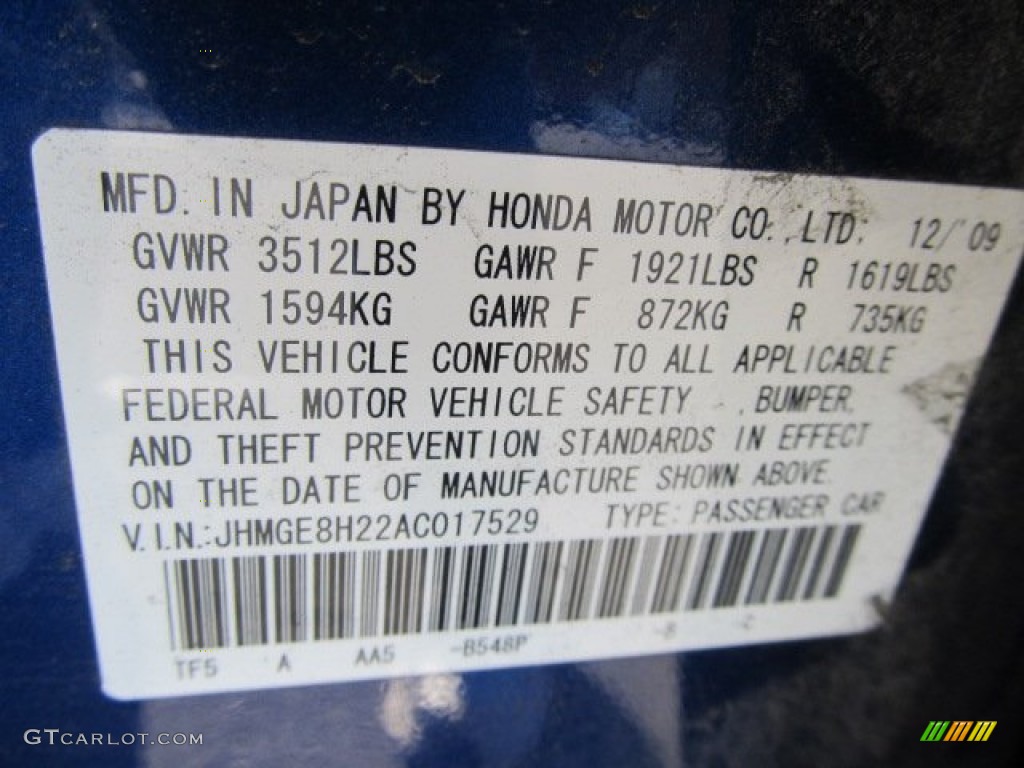 MFD. IN JAPAN BY HONDA MOTOR CO.,LTD. 12/'09
GVWR 3512LBS GAWR F 1921LBS R 1619LBS
GVWR 1594KG GAWR F 872KG R 735KG
THIS VEHICLE CONFORMS TO ALL APPLICABLE
FEDERAL MOTOR VEHICLE SAFETY , BUMPER,
AND THEFT PREVENTION STANDARDS IN EFFECT
ON THE DATE OF MANUFACTURE SHOWN ABOVE.
V.I.N.:JHMGE8H22AC017529 TYPE: PASSENGER CAR
TF5 A AA5 -B548P -B -C
GTCARLOT.COM